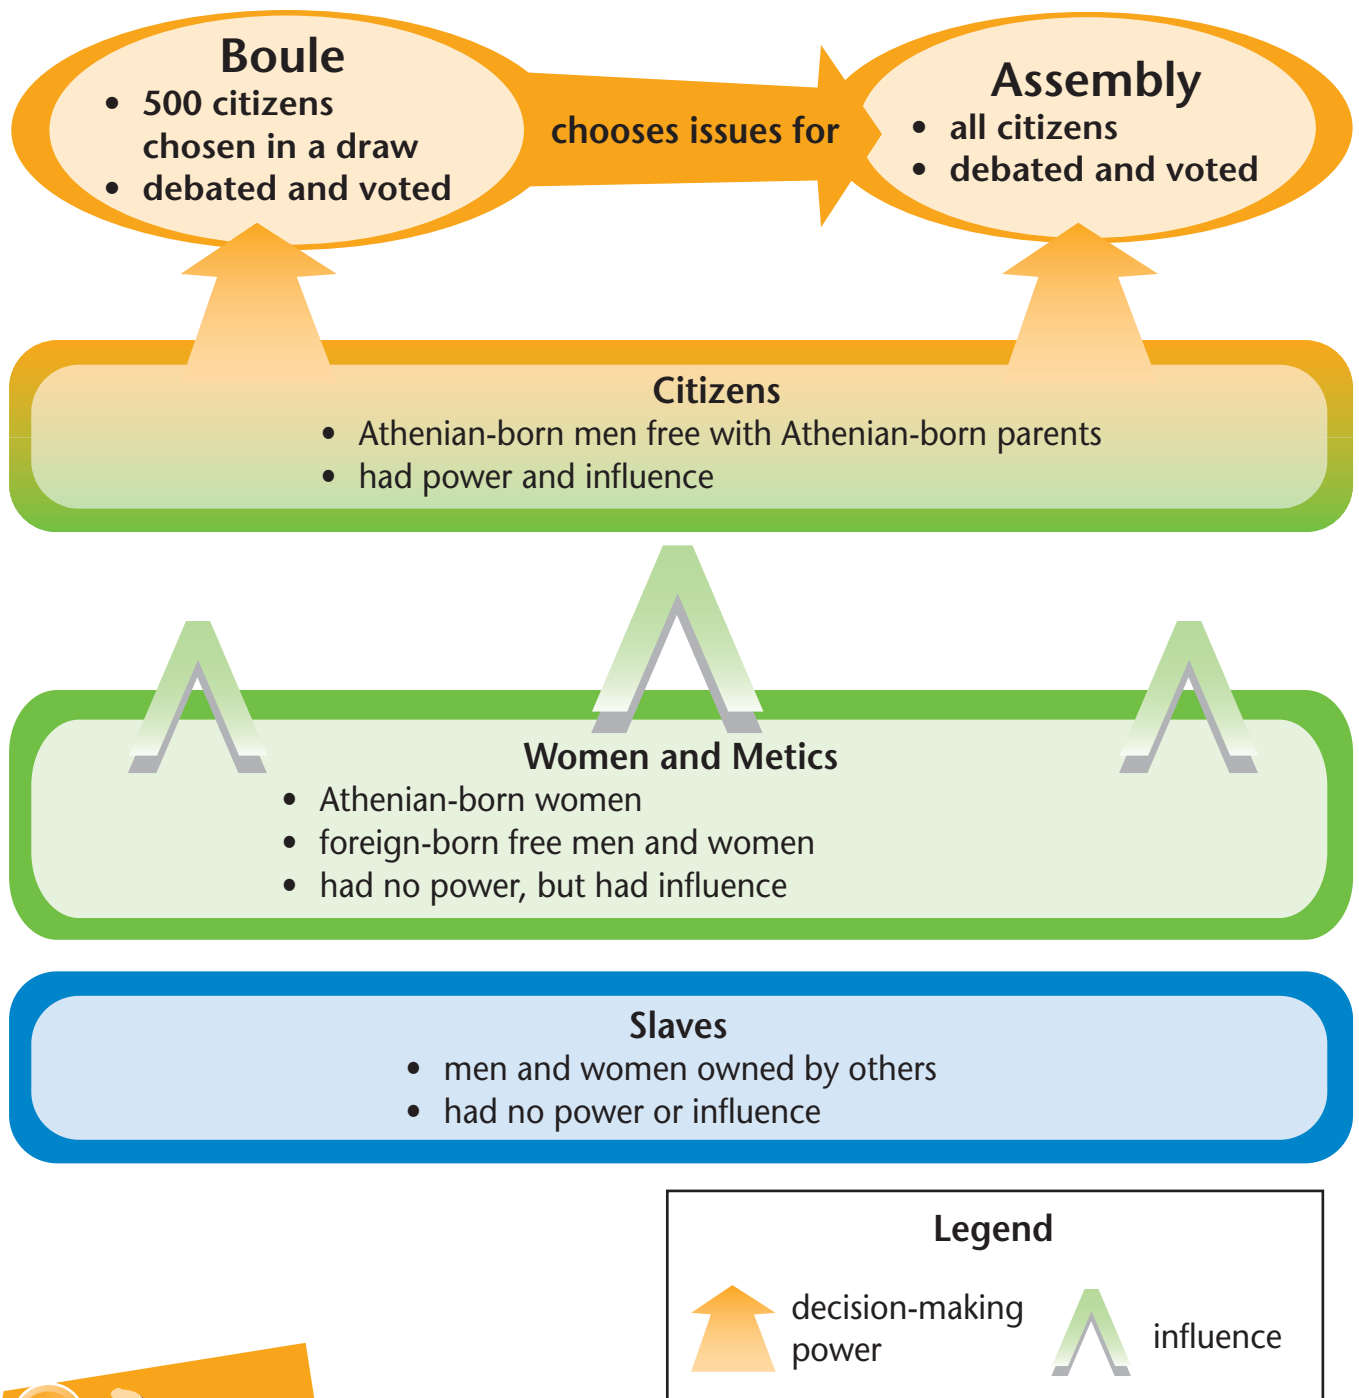 Boule
• 500 citizens
chosen in a draw
• debated and voted
chooses issues for
Assembly
• all citizens
• debated and voted
Citizens
• Athenian-born men free with Athenian-born parents
• had power and influence
Women and Metics
• Athenian-born women
• foreign-born free men and women
• had no power, but had influence
Slaves
• men and women owned by others
• had no power or influence
Legend
decision-making
power
influence